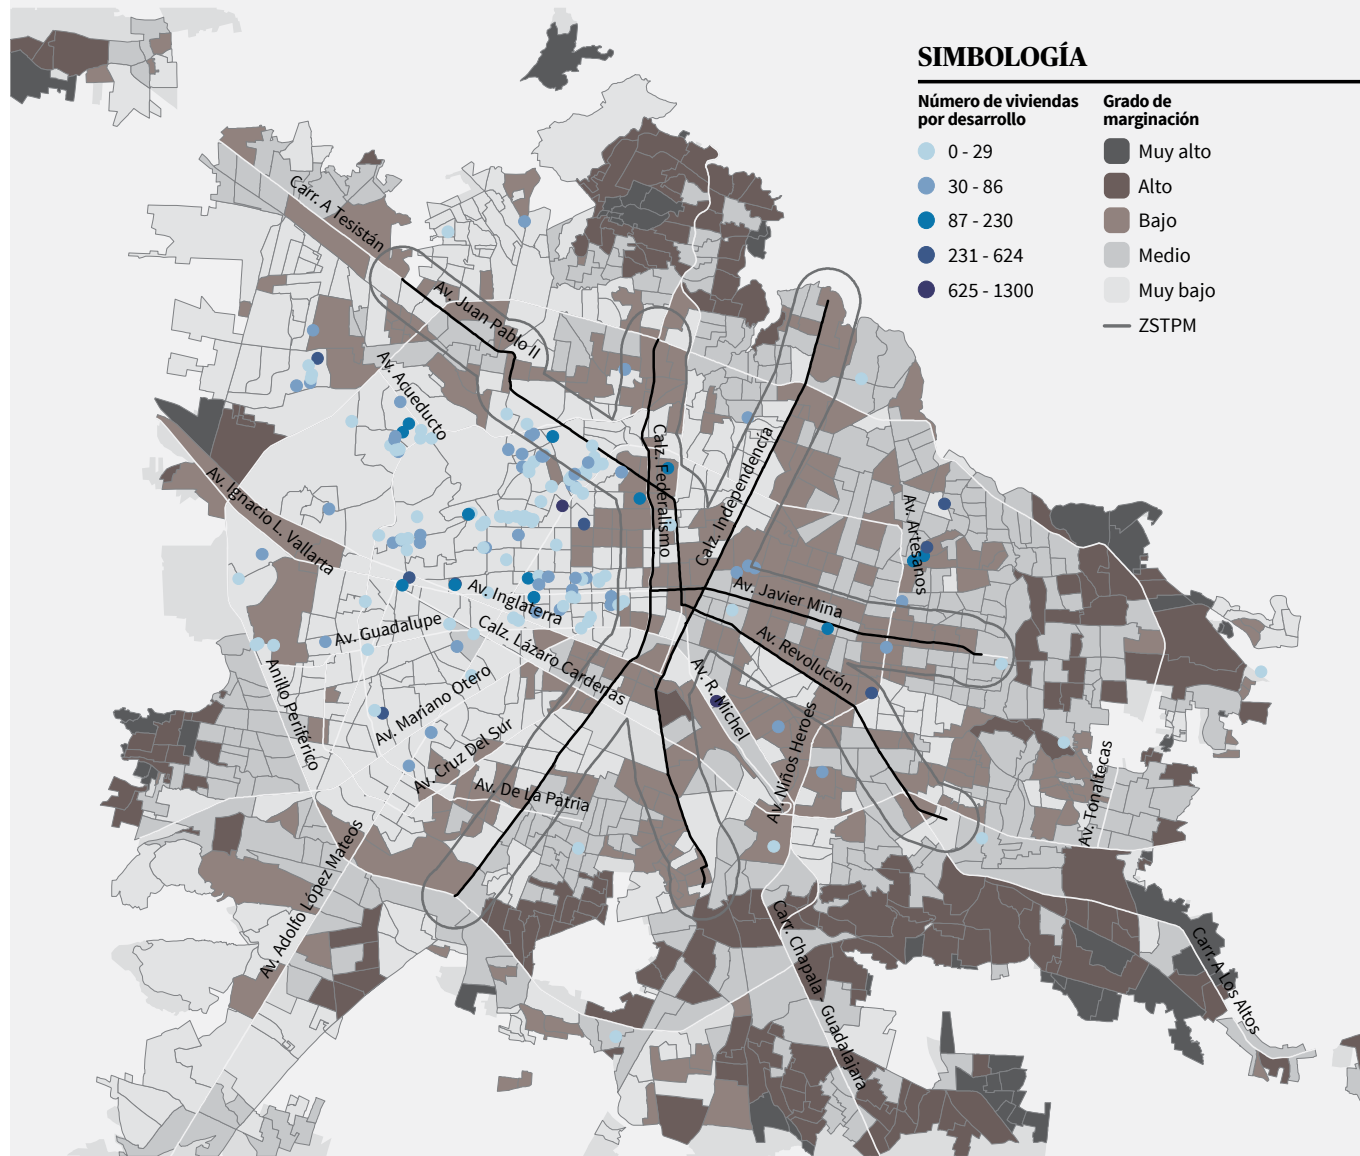 SIMBOLOGÍA
Número de viviendas
por desarrollo
0 - 29
30 - 86
87 - 230
231 - 624
625 - 1300
Grado de
marginación
Muy alto
Alto
Bajo
Medio
Muy bajo
ZSTPM
Carr. A Tesistán
Av. Juan Pablo II
Av. Acueducto
Av. Ignacio L. Vallarta
Calz. Federalismo
Calz. Independencía
Av. Artesanos
Av. Inglaterra
Av. Javier Mina
Av. Guadalupe
Calz. Lázaro Cardenas
Av. Revolución
Anillo Periférico
Av. Mariano Otero
Av. R. Michel
Av. Cruz Del Sur
Av. Niños Heroes
Av. De La Patria
Av. Tonaltecas
Av. Adolfo López Mateos
Carr. Chapala - Guadalajara
Carr. A Los Altos